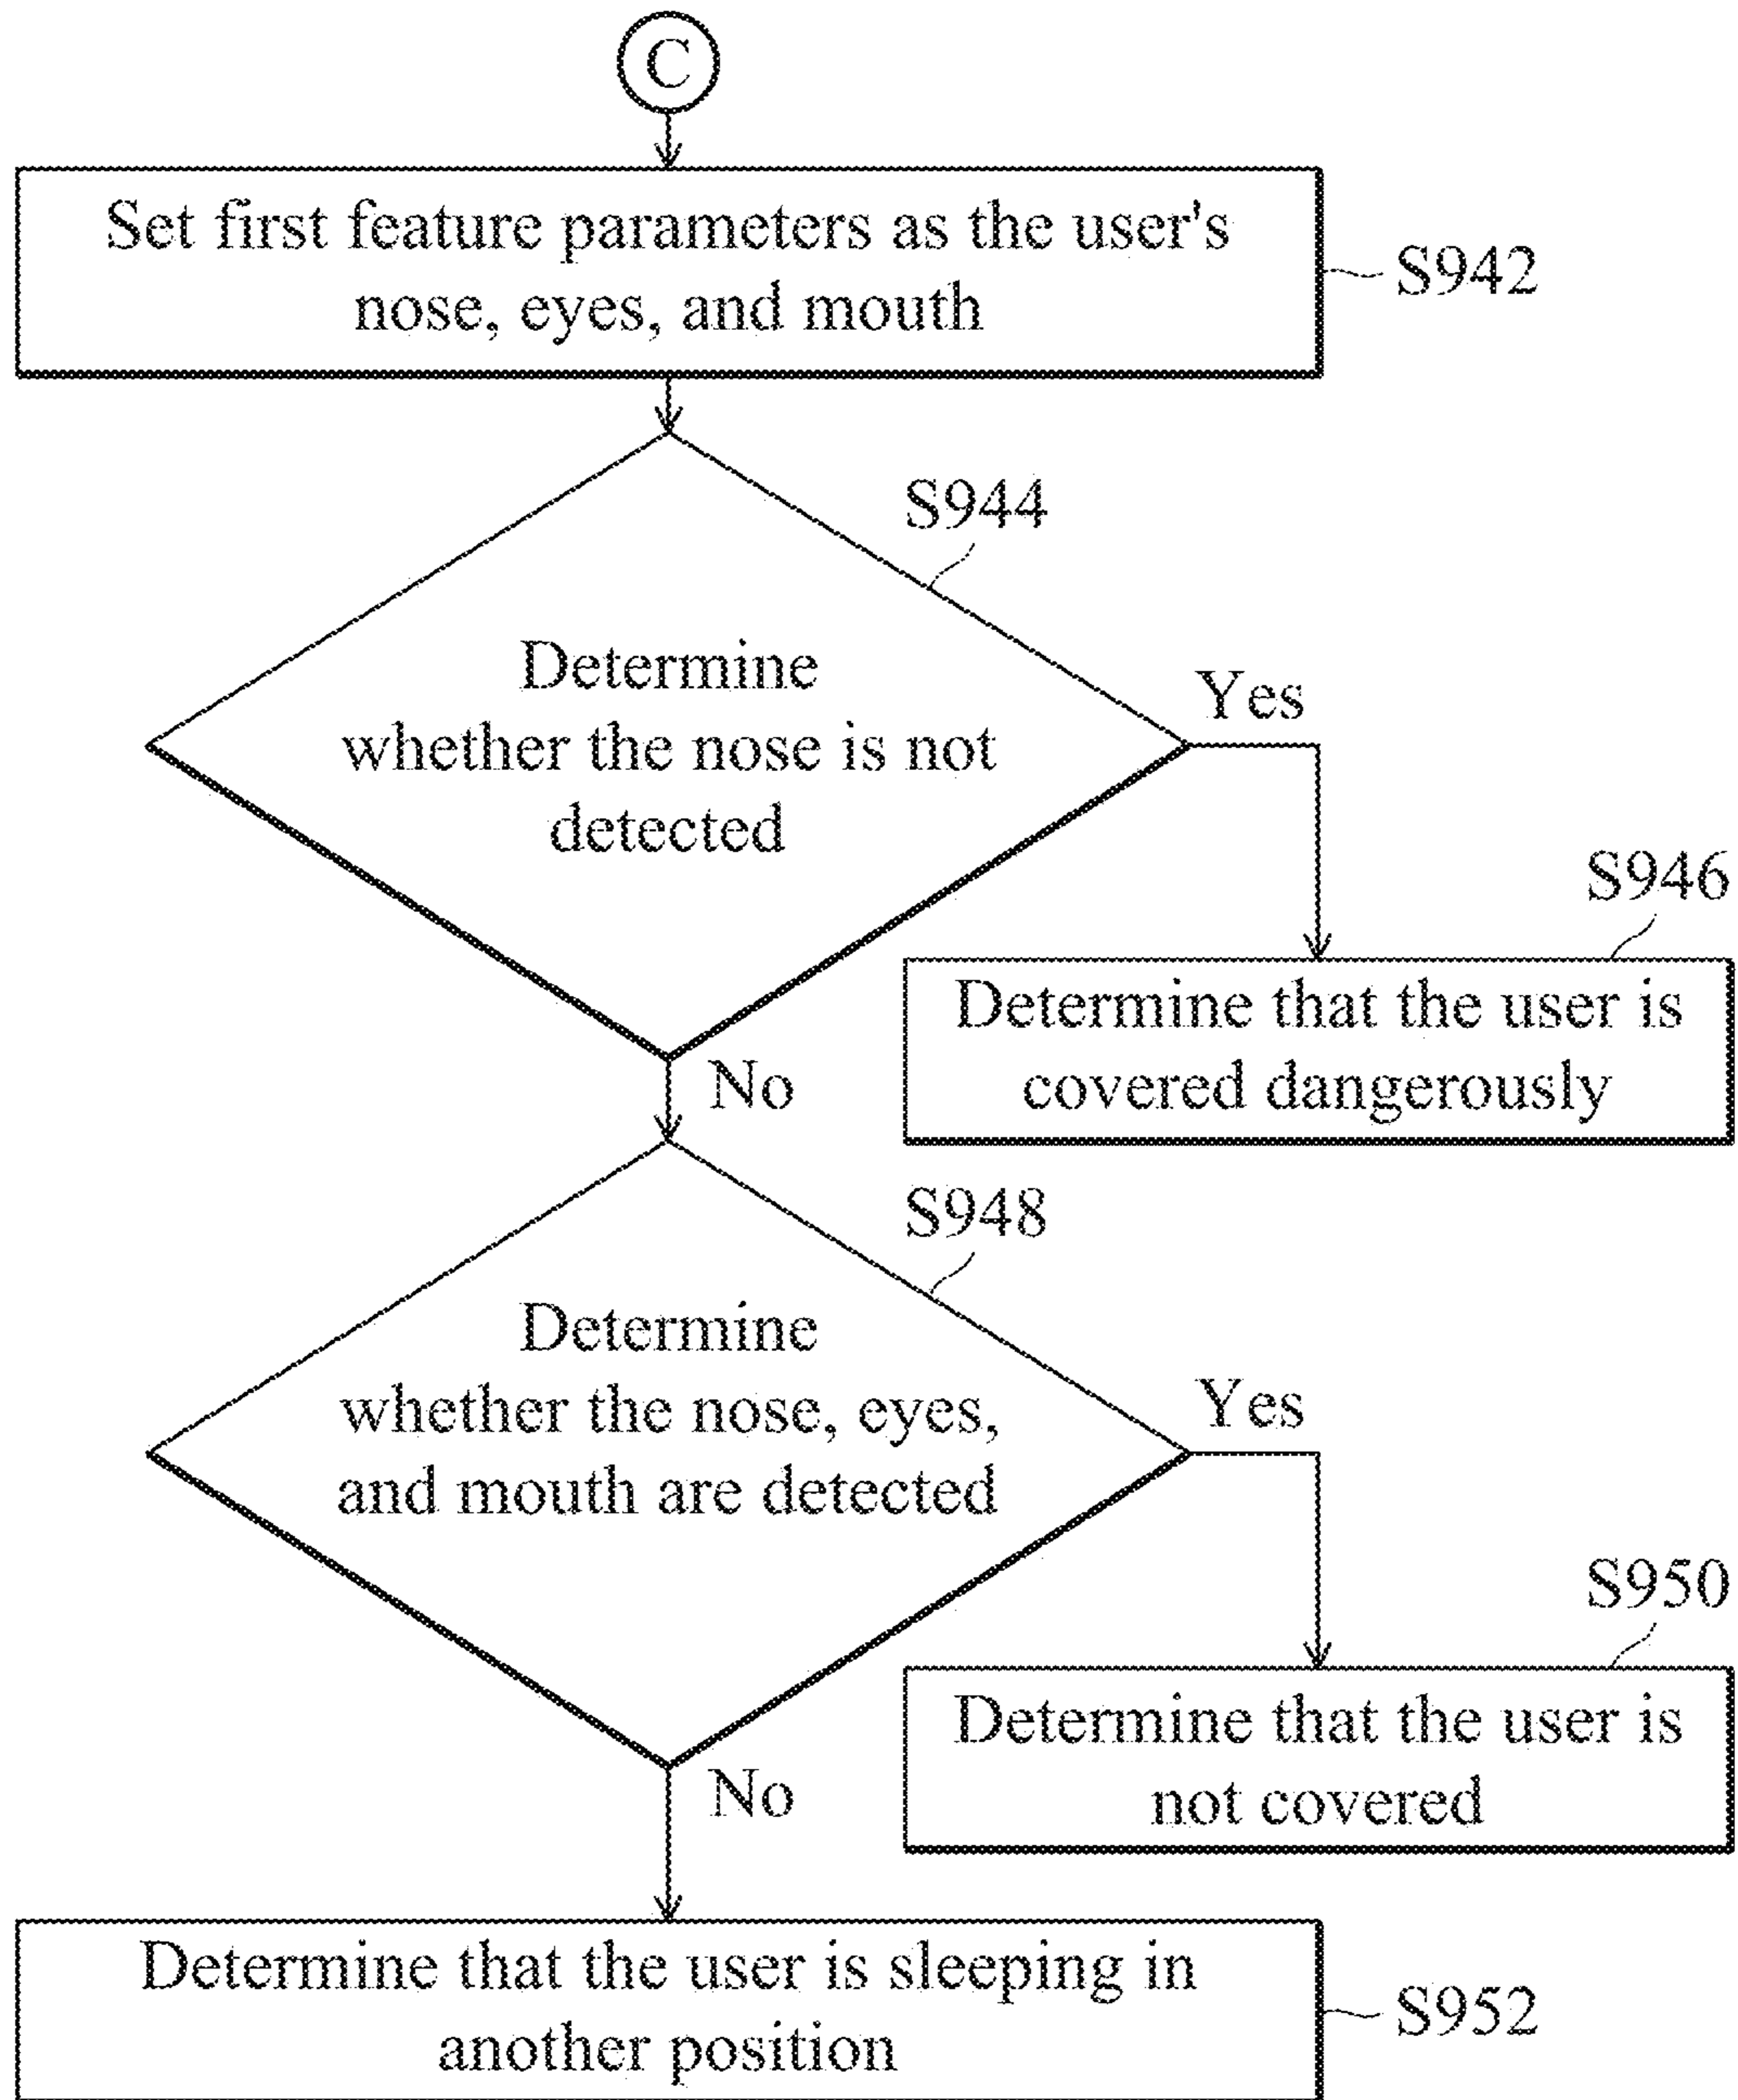 C
Set first feature parameters as the user's
nose, eyes, and mouth
S942
S944
Determine
whether the nose is not
detected
Yes
S946
Determine that the user is
covered dangerously
No
S948
Determine
whether the nose, eyes,
and mouth are detected
Yes
S950
Determine that the user is
not covered
No
Determine that the user is sleeping in
another position
S952